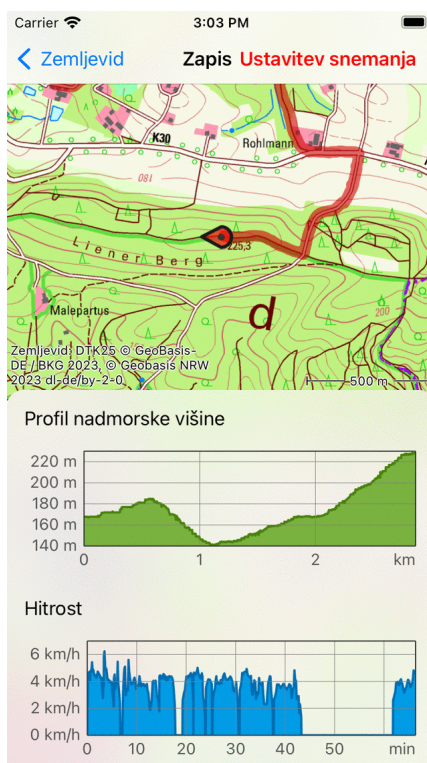 Carrier 3:03 PM
Zemljevid Zapis Ustavitev snemanja
K30
Rohlmann
180
225,3
Liener Berg
Malepartus
d
200
Zemljevid: DTK25 © GeoBasis-
DE / BKG 2023, © Geobasis NRW
2023 dl-de/by-2-0
500 m
Profil nadmorske višine
220 m
200 m
180 m
160 m
140 m
0 1 2 km
Hitrost
6 km/h
4 km/h
2 km/h
0 km/h
0 10 20 30 40 50 min